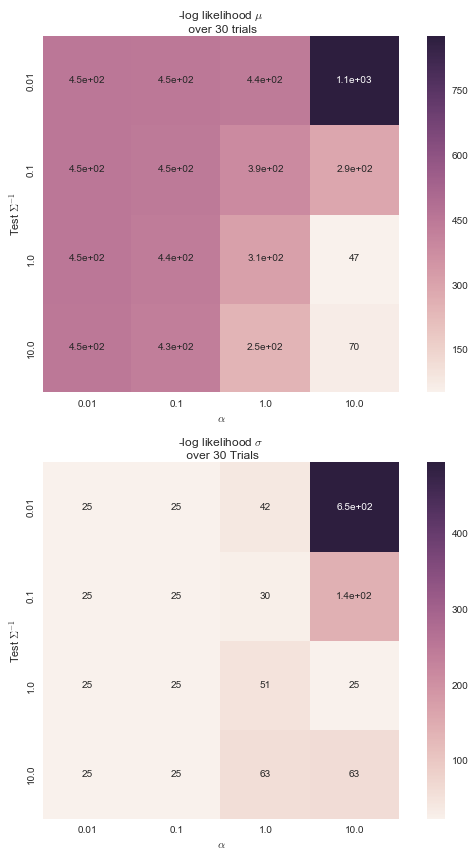 -log likelihood μ
over 30 trials
0.01 4.5e+02 4.5e+02 4.4e+02 1.1e+03
0.1 4.5e+02 4.5e+02 3.9e+02 2.9e+02
1.0 4.5e+02 4.4e+02 3.1e+02 47
10.0 4.5e+02 4.3e+02 2.5e+02 70
Test Σ⁻¹
0.01 0.1 1.0 10.0
α
750
600
450
300
150
-log likelihood σ
over 30 Trials
0.01 25 25 42 6.5e+02
0.1 25 25 30 1.4e+02
1.0 25 25 51 25
10.0 25 25 63 63
Test Σ⁻¹
0.01 0.1 1.0 10.0
α
400
300
200
100